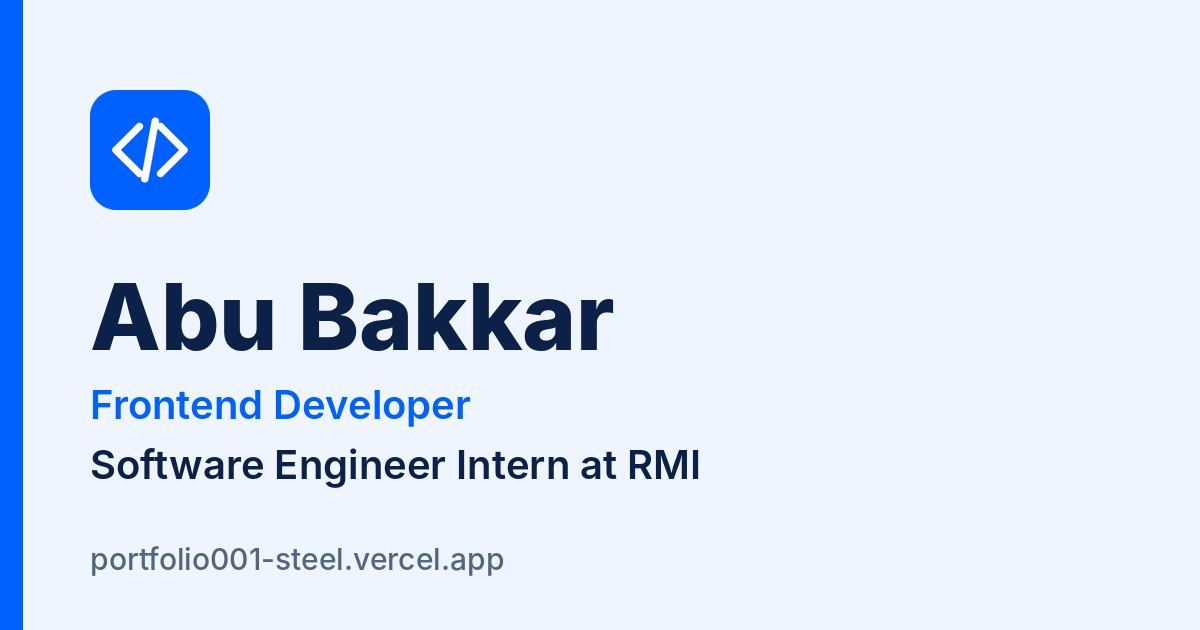 Abu Bakkar
Frontend Developer
Software Engineer Intern at RMI
portfolio001-steel.vercel.app